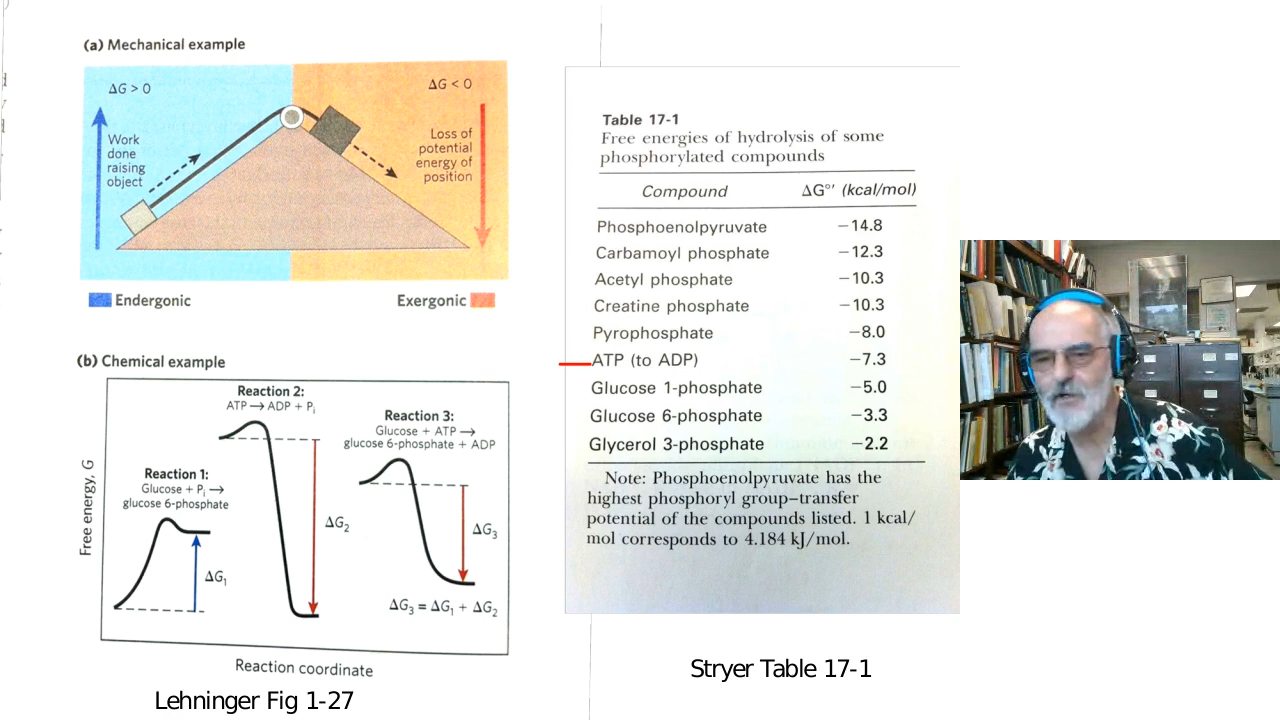 (a) Mechanical example
ΔG > 0
ΔG < 0
Work
done
raising
object
Loss of
potential
energy of
position
Endergonic
Exergonic
(b) Chemical example
Reaction 2:
ATP → ADP + Pi
Reaction 3:
Glucose + ATP →
glucose 6-phosphate + ADP
Reaction 1:
Glucose + Pi →
glucose 6-phosphate
Free energy, G
ΔG1
ΔG2
ΔG3
ΔG3 = ΔG1 + ΔG2
Reaction coordinate
Lehninger Fig 1-27
Table 17-1
Free energies of hydrolysis of some
phosphorylated compounds
Compound ΔG°′ (kcal/mol)
Phosphoenolpyruvate −14.8
Carbamoyl phosphate −12.3
Acetyl phosphate −10.3
Creatine phosphate −10.3
Pyrophosphate −8.0
ATP (to ADP) −7.3
Glucose 1-phosphate −5.0
Glucose 6-phosphate −3.3
Glycerol 3-phosphate −2.2
Note: Phosphoenolpyruvate has the
highest phosphoryl group–transfer
potential of the compounds listed. 1 kcal/
mol corresponds to 4.184 kJ/mol.
Stryer Table 17-1